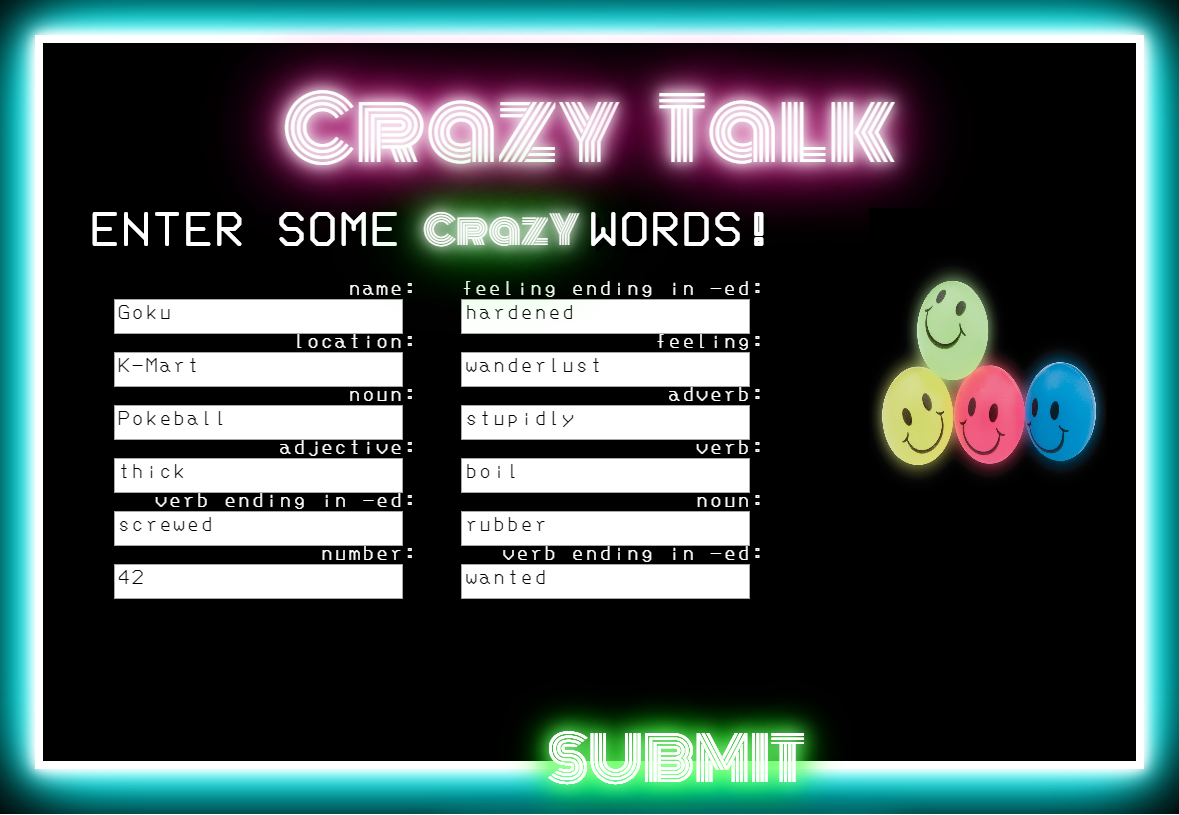 Crazy Talk
ENTER SOME CrazY WORDS!
name:
Goku
location:
K-Mart
noun:
Pokeball
adjective:
thick
verb ending in -ed:
screwed
number:
42
feeling ending in -ed:
hardened
feeling:
wanderlust
adverb:
stupidly
verb:
boil
noun:
rubber
verb ending in -ed:
wanted
SUBMIT